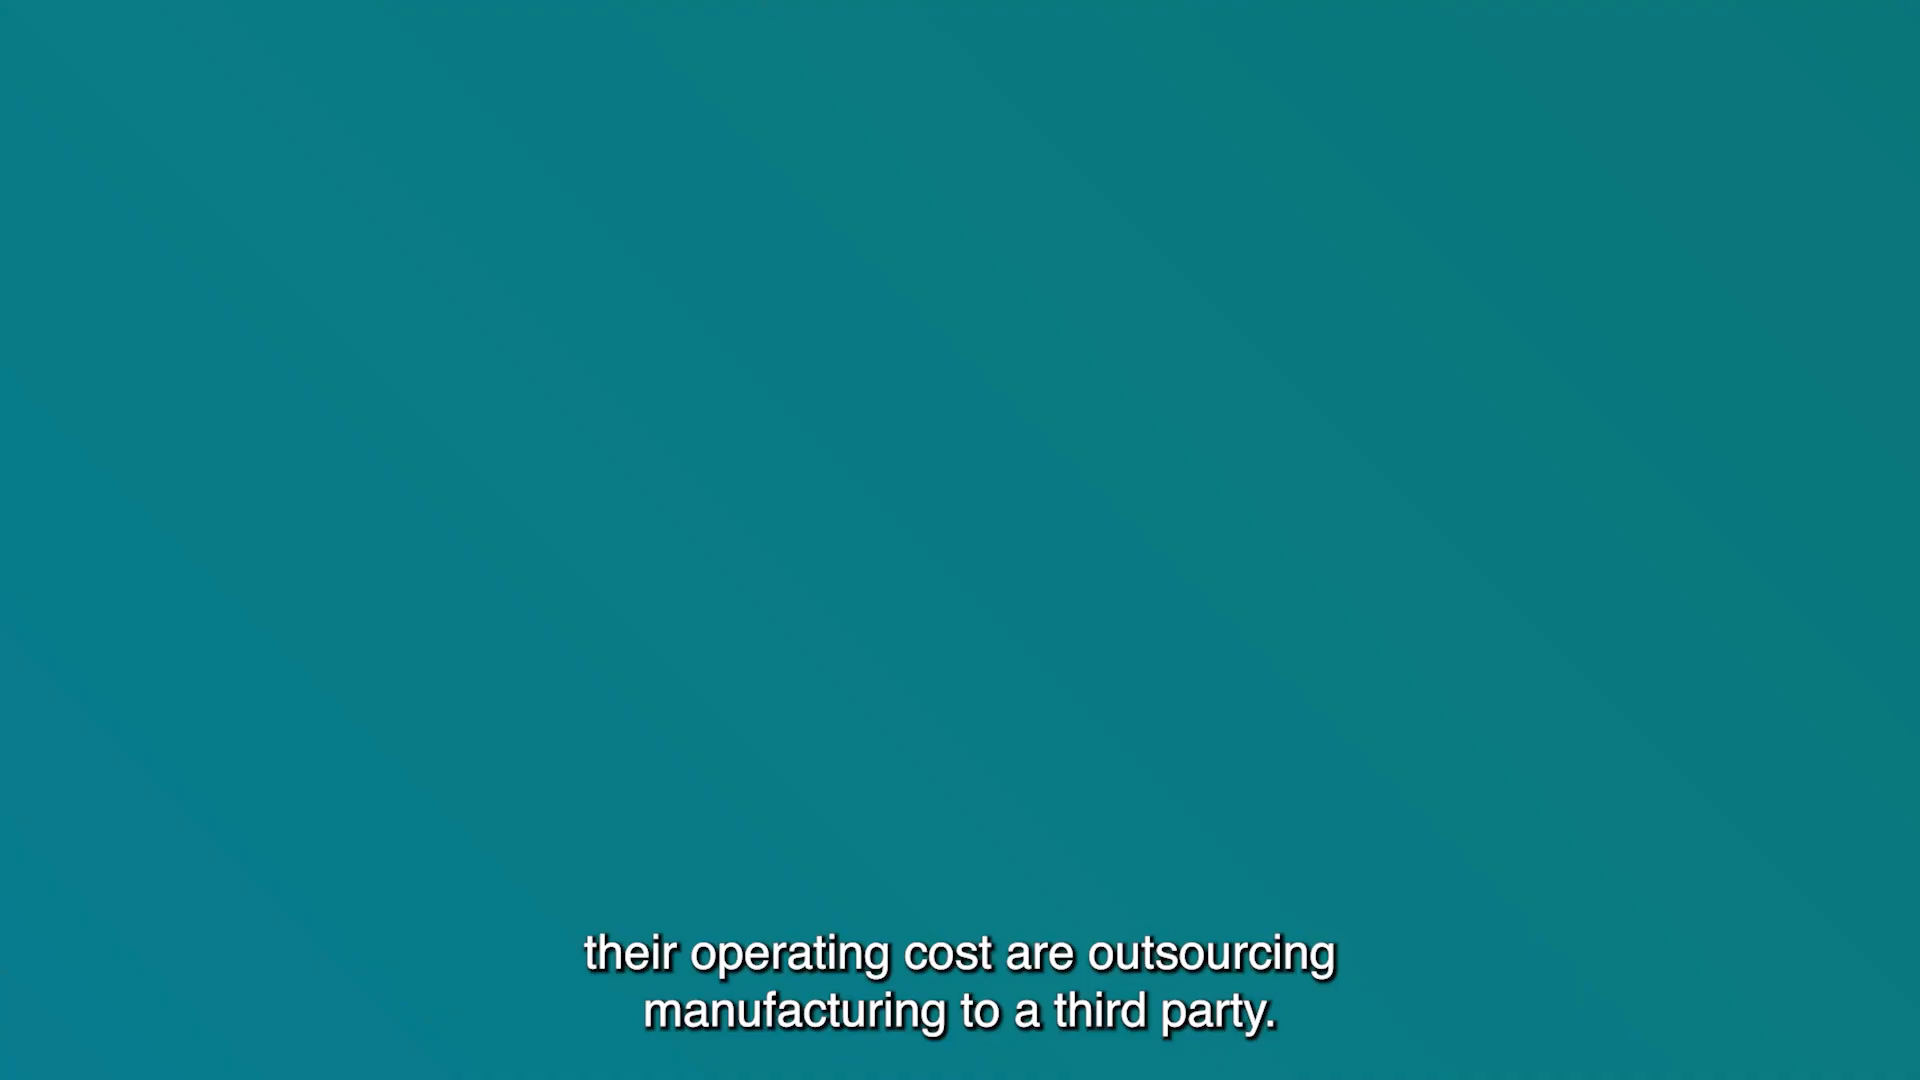 their operating cost are outsourcing
manufacturing to a third party.